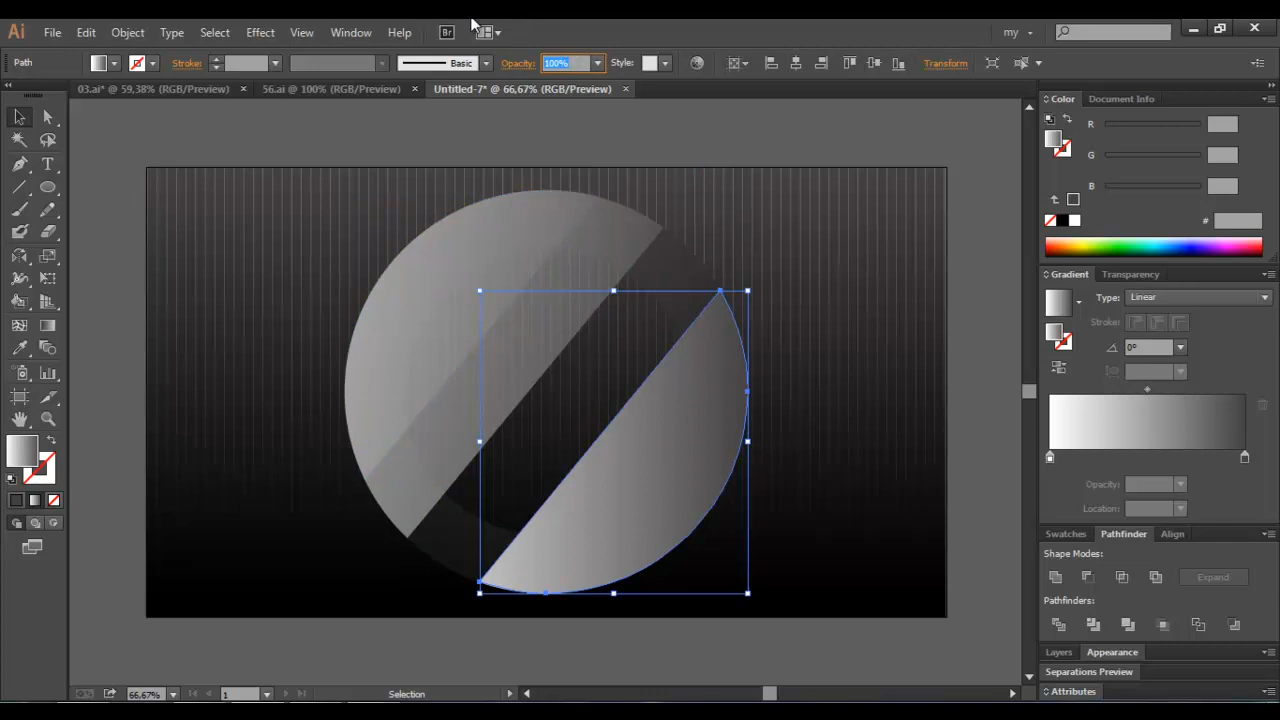 Ai File Edit Object Type Select Effect View Window Help Br my
Path Stroke: Basic Opacity: 100% Style: Transform
03.ai* @ 59,38% (RGB/Preview) × 56.ai @ 100% (RGB/Preview) × Untitled-7* @ 66,67% (RGB/Preview) ×
Color Document Info
R
G
B
#
Gradient Transparency
Type: Linear
Stroke:
0°
Opacity:
Location:
Swatches Pathfinder Align
Shape Modes:
Expand
Pathfinders:
Layers Appearance
Separations Preview
Attributes
66,67% 1 Selection